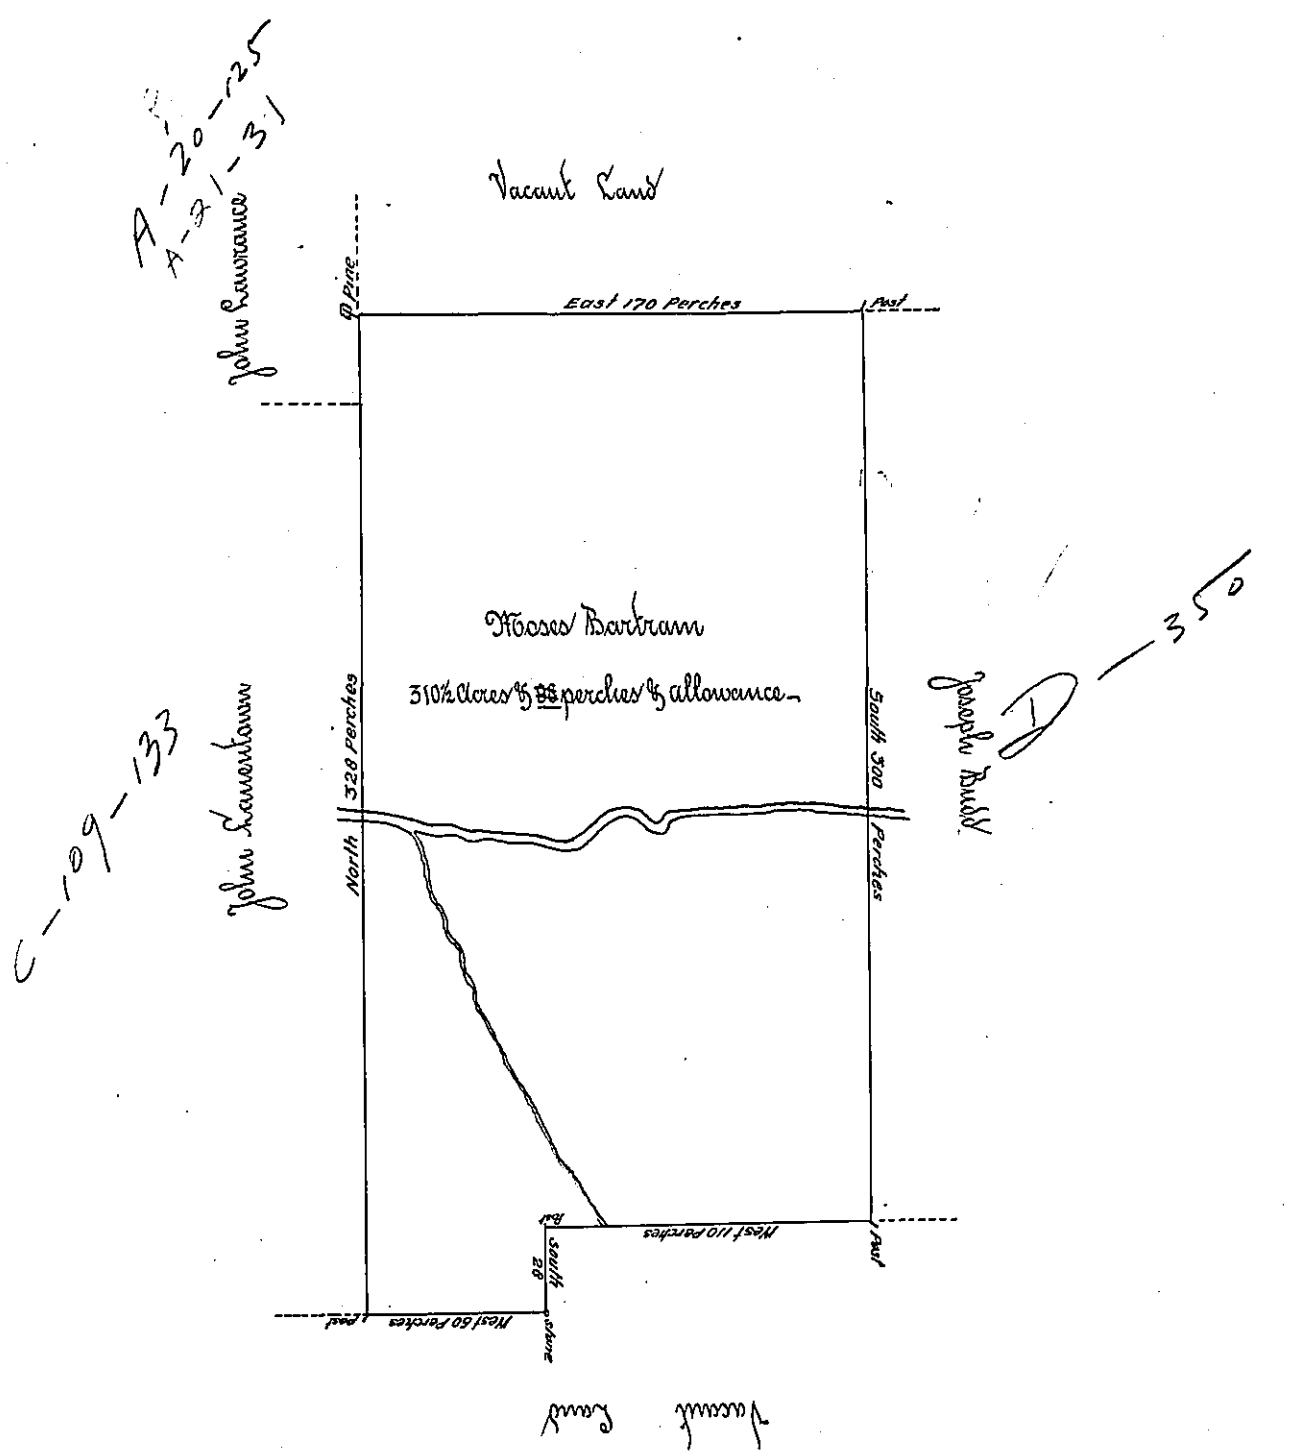 A-20-125
A-21-31
John Lawrance
Vacant Land
Pine
East 170 Perches
Post
Moses Bartram
310½ Acres & perches & allowance
North 328 Perches
South 300 Perches
John Lawentown
C-109-133
Joseph Budd
D-350
Post
West 110 Perches
Post
South
28
Stone
West 60 Perches
post
Vacant Land